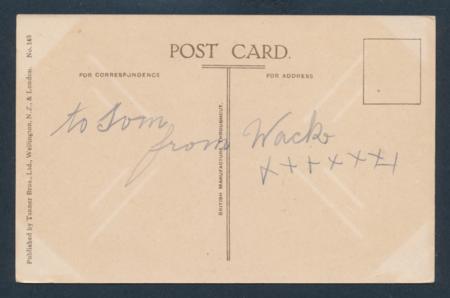 POST CARD.
FOR CORRESPONDENCE
FOR ADDRESS
to Tom
from Wacko
x + + x x x +
BRITISH MANUFACTURE THROUGHOUT.
Published by Tanner Bros., Ltd., Wellington, N.Z., & London. No. 145